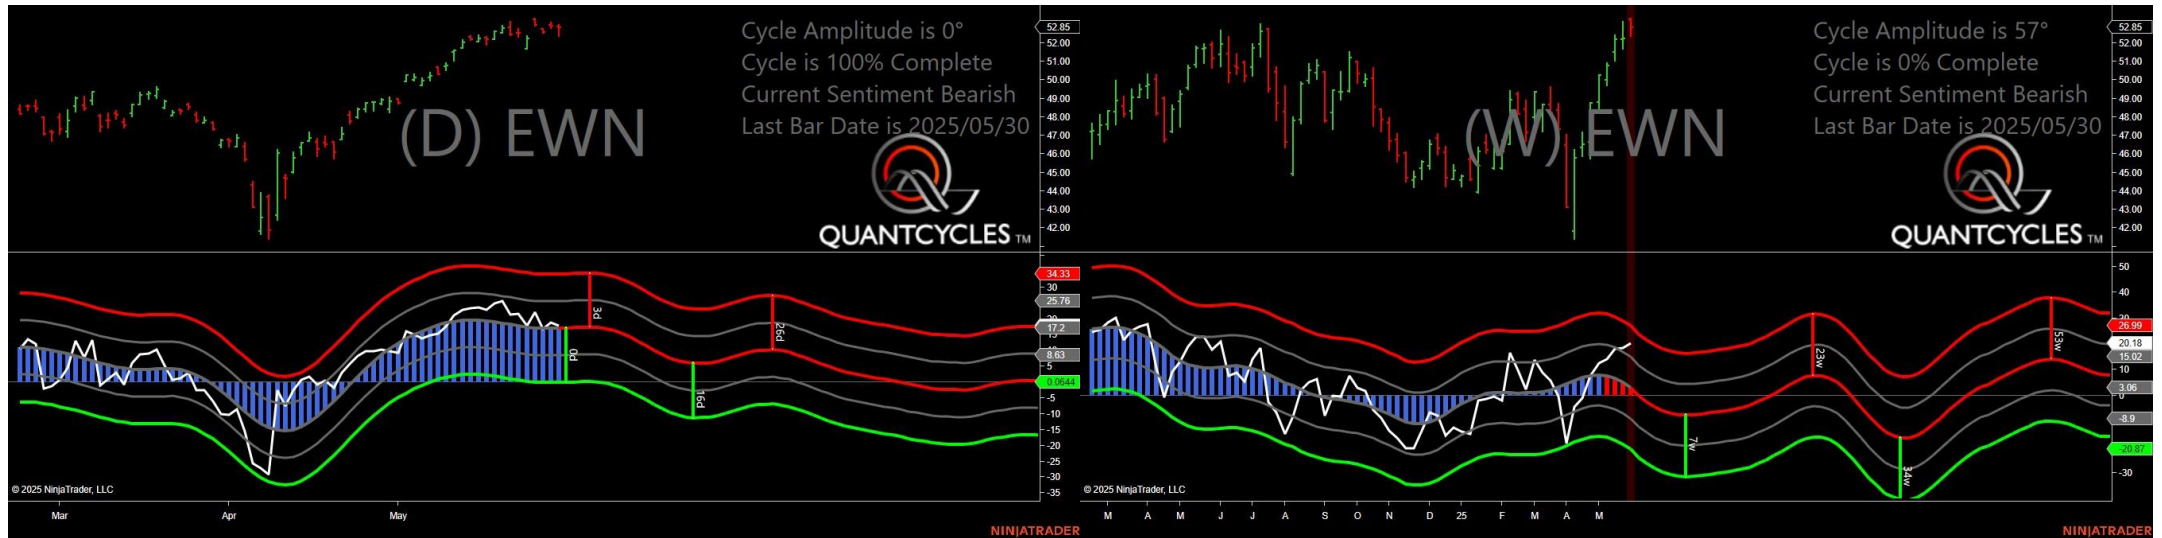 Cycle Amplitude is 0°
Cycle is 100% Complete
Current Sentiment Bearish
Last Bar Date is 2025/05/30
(D) EWN
QUANTCYCLES TM
52.85
52.00
51.00
50.00
49.00
48.00
47.00
46.00
45.00
44.00
43.00
42.00
34.33
30
25.76
17.2
8.63
5
0.0644
-5
-10
-15
-20
-25
-30
-35
0d
3d
16d
26d
© 2025 NinjaTrader, LLC
Mar Apr May
NINJATRADER
Cycle Amplitude is 57°
Cycle is 0% Complete
Current Sentiment Bearish
Last Bar Date is 2025/05/30
(W) EWN
QUANTCYCLES TM
52.85
52.00
51.00
50.00
49.00
48.00
47.00
46.00
45.00
44.00
43.00
42.00
50
40
26.99
20.18
15.02
10
3.06
0
-8.9
-20.87
-30
7w
23w
34w
53w
© 2025 NinjaTrader, LLC
M A M J J A S O N D 25 F M A M
NINJATRADER